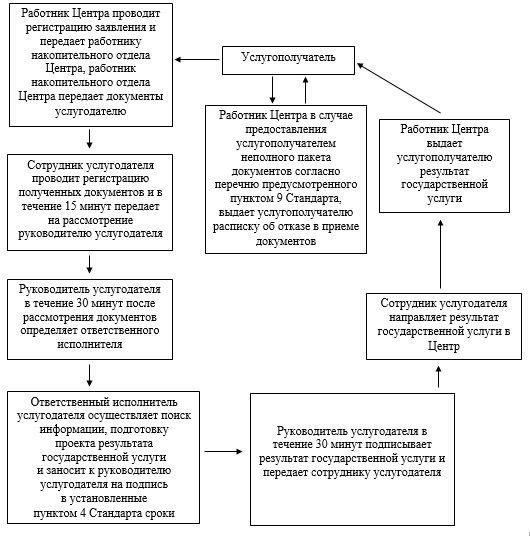 Работник Центра проводит
регистрацию заявления и
передает работнику
накопительного отдела
Центра, работник
накопительного отдела
Центра передает документы
услугодателю
Услугополучатель
Работник Центра в случае
предоставления
услугополучателем
неполного пакета
документов согласно
перечню предусмотренного
пунктом 9 Стандарта,
выдает услугополучателю
расписку об отказе в приеме
документов
Работник Центра
выдает
услугополучателю
результат
государственной
услуги
Сотрудник услугодателя
проводит регистрацию
полученных документов и в
течение 15 минут передает
на рассмотрение
руководителю услугодателя
Руководитель услугодателя
в течение 30 минут после
рассмотрения документов
определяет ответственного
исполнителя
Сотрудник услугодателя
направляет результат
государственной услуги в
Центр
Ответственный исполнитель
услугодателя осуществляет поиск
информации, подготовку
проекта результата
государственной услуги
и заносит к руководителю
услугодателя на подпись
в установленные
пунктом 4 Стандарта сроки
Руководитель услугодателя в
течение 30 минут подписывает
результат государственной услуги и
передает сотруднику услугодателя